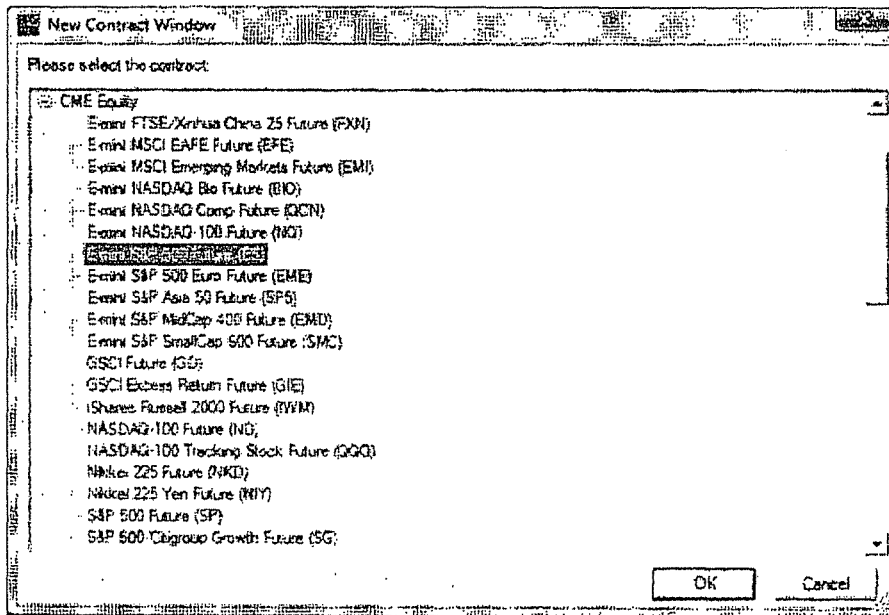 New Contract Window
Please select the contract:
CME Equity
E-mini FTSE/Xinhua China 25 Future (FXN)
E-mini MSCI EAFE Future (EFE)
E-mini MSCI Emerging Markets Future (EMI)
E-mini NASDAQ Bio Future (BIO)
E-mini NASDAQ Comp Future (QCN)
E-mini NASDAQ-100 Future (NQ)
E-mini S&P 500 Euro Future (EME)
E-mini S&P Asia 50 Future (SP5)
E-mini S&P MidCap 400 Future (EMD)
E-mini S&P SmallCap 600 Future (SMC)
GSCI Future (GD)
GSCI Excess Return Future (GIE)
iShares Russell 2000 Future (IWM)
NASDAQ-100 Future (ND)
NASDAQ-100 Tracking Stock Future (QQQ)
Nikkei 225 Future (NKD)
Nikkei 225 Yen Future (NIY)
S&P 500 Future (SP)
S&P 500 Citigroup Growth Future (SG)
OK
Cancel